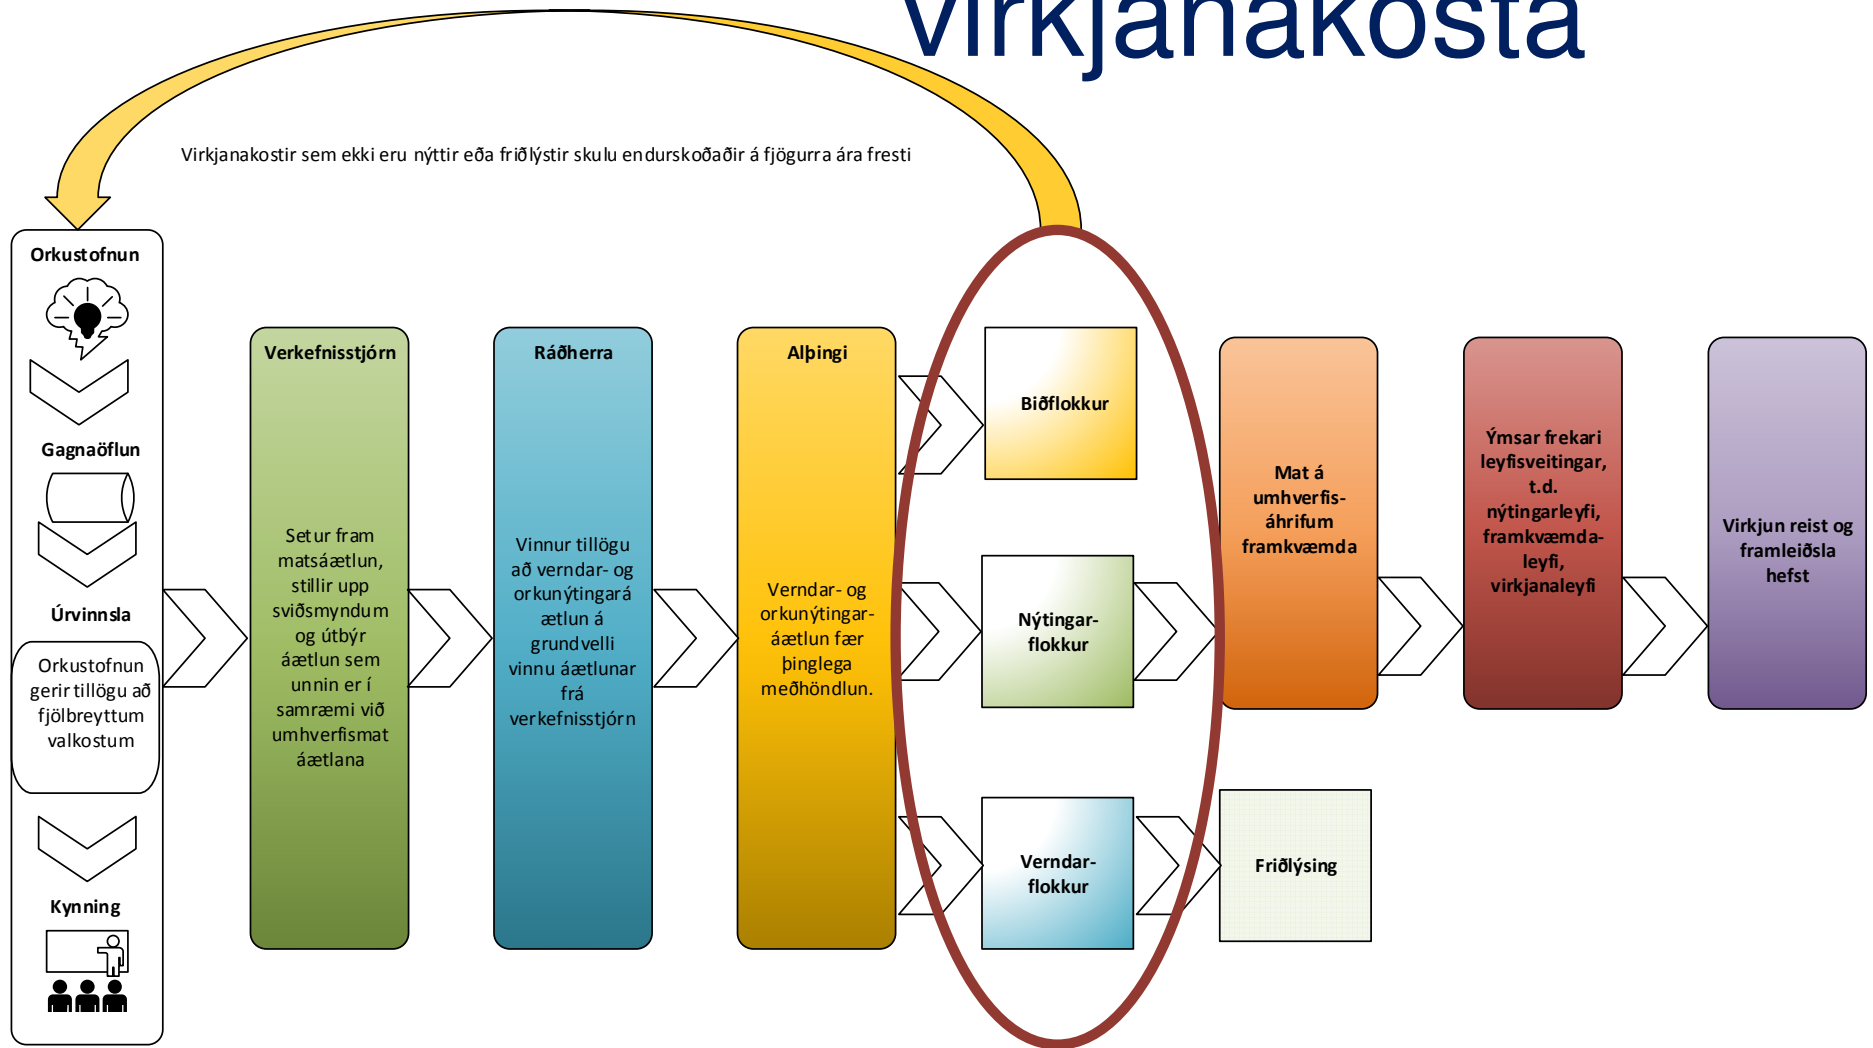 virkjanakosta
Virkjanakostir sem ekki eru nýttir eða friðlýstir skulu endurskoðaðir á fjögurra ára fresti
Orkustofnun
Gagnaöflun
Úrvinnsla
Orkustofnun
gerir tillögu að
fjölbreyttum
valkostum
Kynning
Verkefnisstjórn
Setur fram
matsáætlun,
stillir upp
sviðsmyndum
og útbýr
áætlun sem
unnin er í
samræmi við
umhverfismat
áætlana
Ráðherra
Vinnur tillögu
að verndar- og
orkunýtingará
ætlun á
grundvelli
vinnu áætlunar
frá
verkefnisstjórn
Alþingi
Verndar- og
orkunýtingar-
áætlun fær
þinglega
meðhöndlun.
Biðflokkur
Nýtingar-
flokkur
Verndar-
flokkur
Mat á
umhverfis-
áhrifum
framkvæmda
Friðlýsing
Ýmsar frekari
leyfisveitingar,
t.d.
nýtingarleyfi,
framkvæmda-
leyfi,
virkjanaleyfi
Virkjun reist og
framleiðsla
hefst